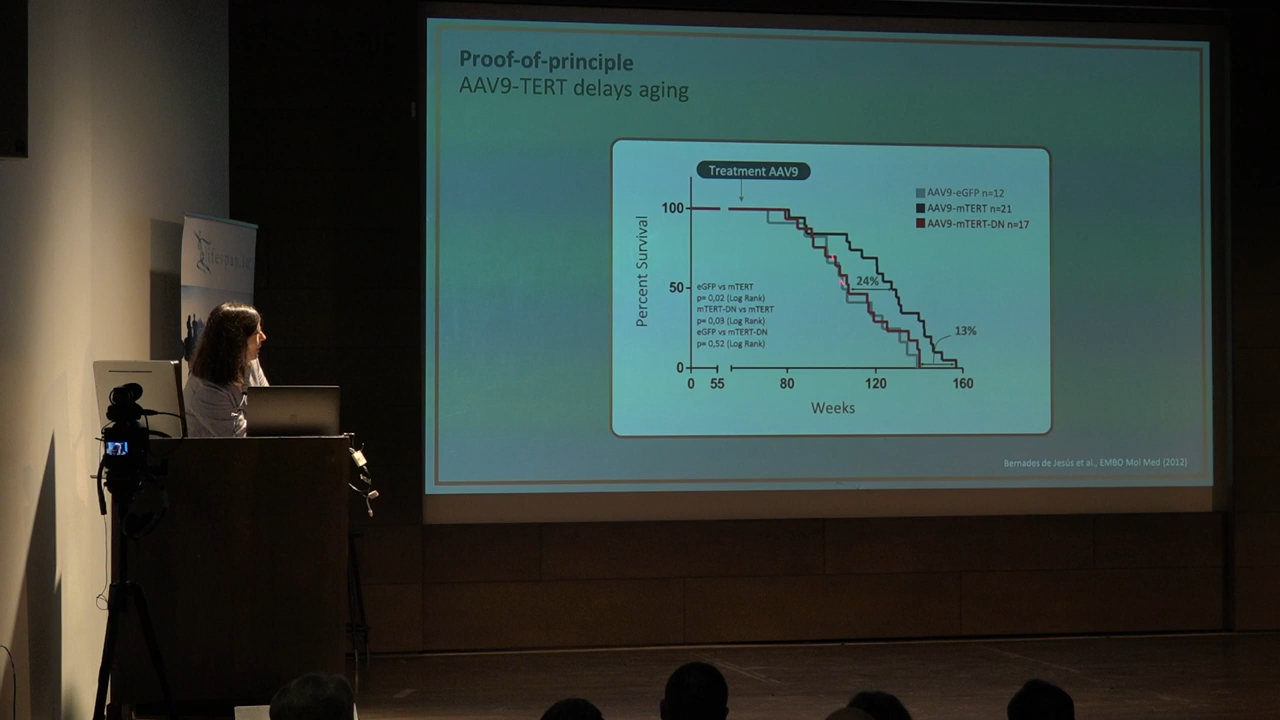 Proof-of-principle
AAV9-TERT delays aging
Treatment AAV9
AAV9-eGFP n=12
AAV9-mTERT n=21
AAV9-mTERT-DN n=17
Percent Survival
100
50
0
eGFP vs mTERT
p= 0,02 (Log Rank)
mTERT-DN vs mTERT
p= 0,03 (Log Rank)
eGFP vs mTERT-DN
p= 0,52 (Log Rank)
24%
13%
0 55 80 120 160
Weeks
Bernades de Jesús et al., EMBO Mol Med (2012)